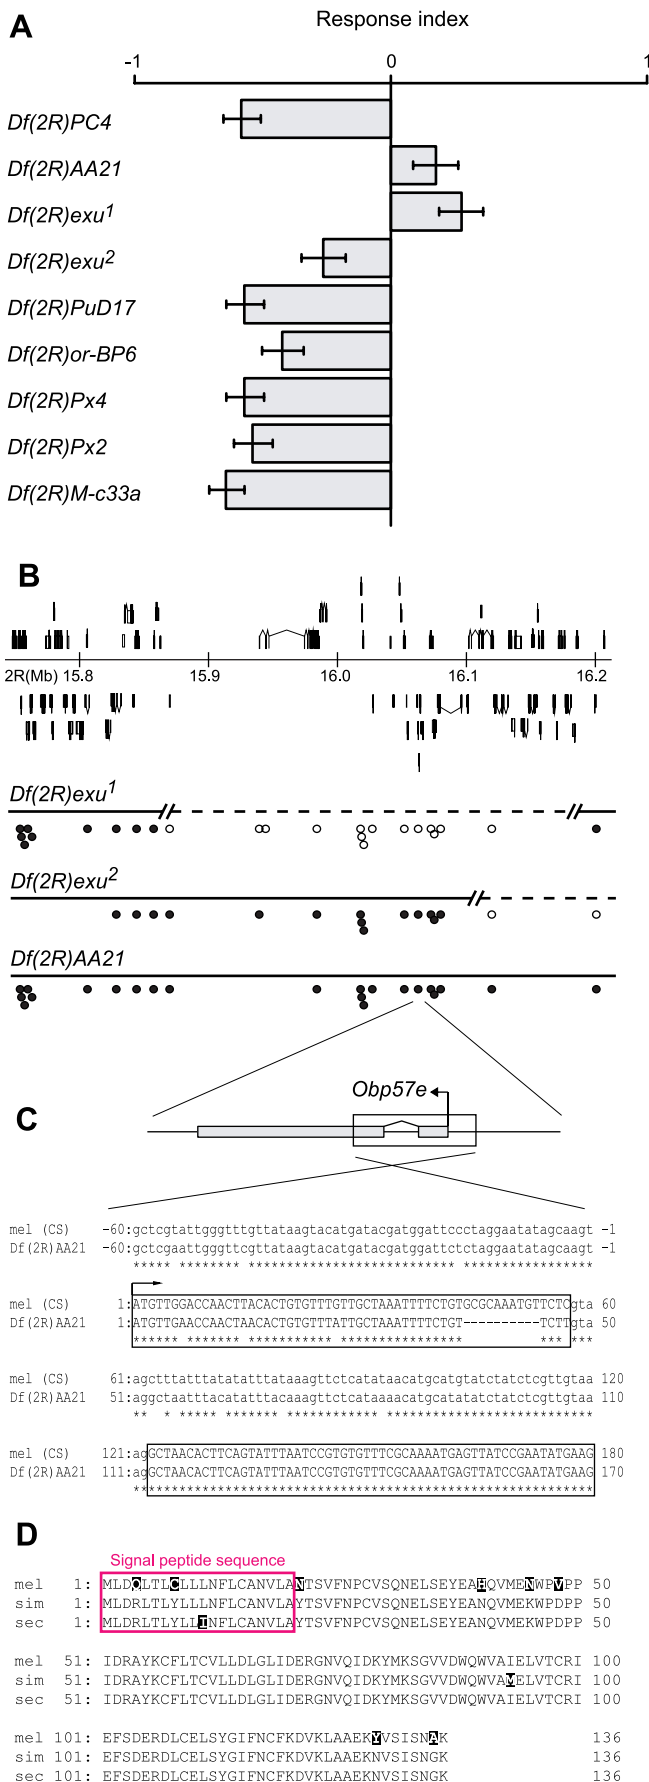 A
Response index
-1 0 1
Df(2R)PC4
Df(2R)AA21
Df(2R)exu1
Df(2R)exu2
Df(2R)PuD17
Df(2R)or-BP6
Df(2R)Px4
Df(2R)Px2
Df(2R)M-c33a
B
2R(Mb) 15.8 15.9 16.0 16.1 16.2
Df(2R)exu1
Df(2R)exu2
Df(2R)AA21
C
Obp57e
mel (CS) -60:gctcgtattgggtttgttataagtacatgatacgatggattccctaggaatatagcaagt -1
Df(2R)AA21 -60:gctcgaattgggttcgttataagtacatgatacgatggattctctaggaatatagcaagt -1
***** ******** *************************** *****************
mel (CS) 1:ATGTTGGACCAACTTACACTGTGTTTGTTGCTAAATTTTCTGTGCGCAAATGTTCTCgta 60
Df(2R)AA21 1:ATGTTGAACCAACTTACACTGTGTTTATTGCTAAATTTTCTGT----------TCTTgta 50
****** ******************* **************** *** ***
mel (CS) 61:agctttatttatatatttataaagttctcatataacatgcatgtatctatctcgttgtaa 120
Df(2R)AA21 51:aggctaatttacatatttataaagttctcataaaacatgcatatatctatctcgttgtaa 110
mel (CS) 121:agGCTAACACTTCAGTATTTAATCCGTGTGTTTCGCAAAATGAGTTATCCGAATATGAAG 180
Df(2R)AA21 111:agGCTAACACTTCAGTATTTAATCCGTGTGTTTCGCAAAATGAGTTATCCGAATATGAAG 170
************************************************************
D
Signal peptide sequence
mel 1: MLDQLTLCLLLNFLCANVLANTSVFNPCVSQNELSEYEAHQVMENWPVPP 50
sim 1: MLDRLTLYLLLNFLCANVLAYTSVFNPCVSQNELSEYEANQVMEKWPDPP 50
sec 1: MLDRLTLYLLINFLCANVLAYTSVFNPCVSQNELSEYEANQVMEKWPDPP 50
mel 51: IDRAYKCFLTCVLLDLGLIDERGNVQIDKYMKSGVVDWQWVAIELVTCRI 100
sim 51: IDRAYKCFLTCVLLDLGLIDERGNVQIDKYMKSGVVDWQWVAMELVTCRI 100
sec 51: IDRAYKCFLTCVLLDLGLIDERGNVQIDKYMKSGVVDWQWVAIELVTCRI 100
mel 101: EFSDERDLCELSYGIFNCFKDVKLAAEKYVSISNAK 136
sim 101: EFSDERDLCELSYGIFNCFKDVKLAAEKNVSISNGK 136
sec 101: EFSDERDLCELSYGIFNCFKDVKLAAEKNVSISNGK 136